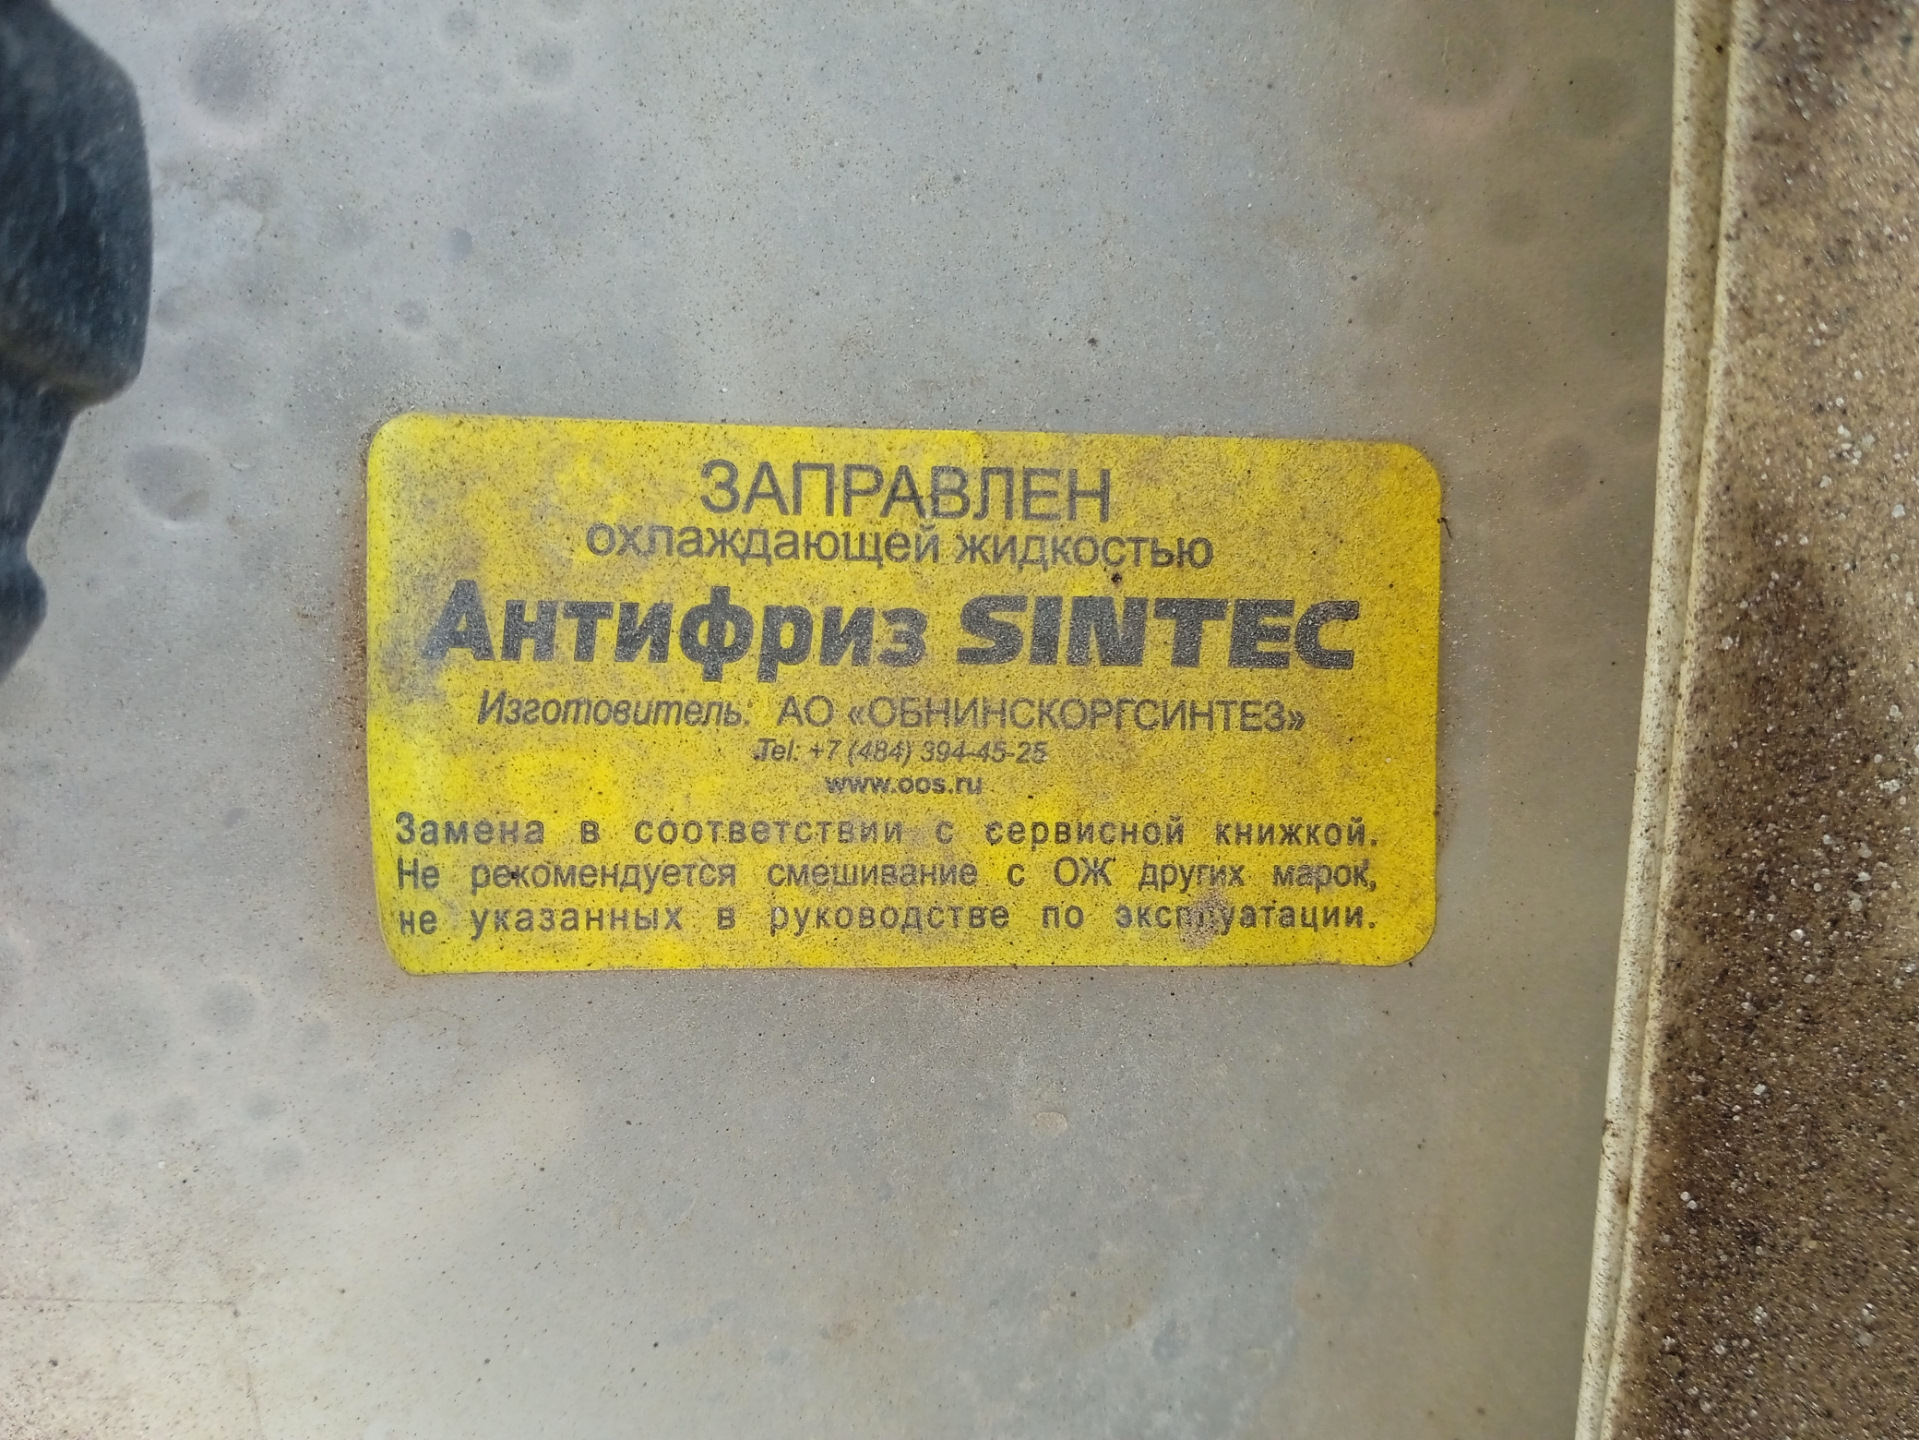 ЗАПРАВЛЕН
охлаждающей жидкостью
Антифриз SINTEC
Изготовитель: АО «ОБНИНСКОРГСИНТЕЗ»
Tel: +7 (484) 394-45-25
www.oos.ru
Замена в соответствии с сервисной книжкой.
Не рекомендуется смешивание с ОЖ других марок,
не указанных в руководстве по эксплуатации.